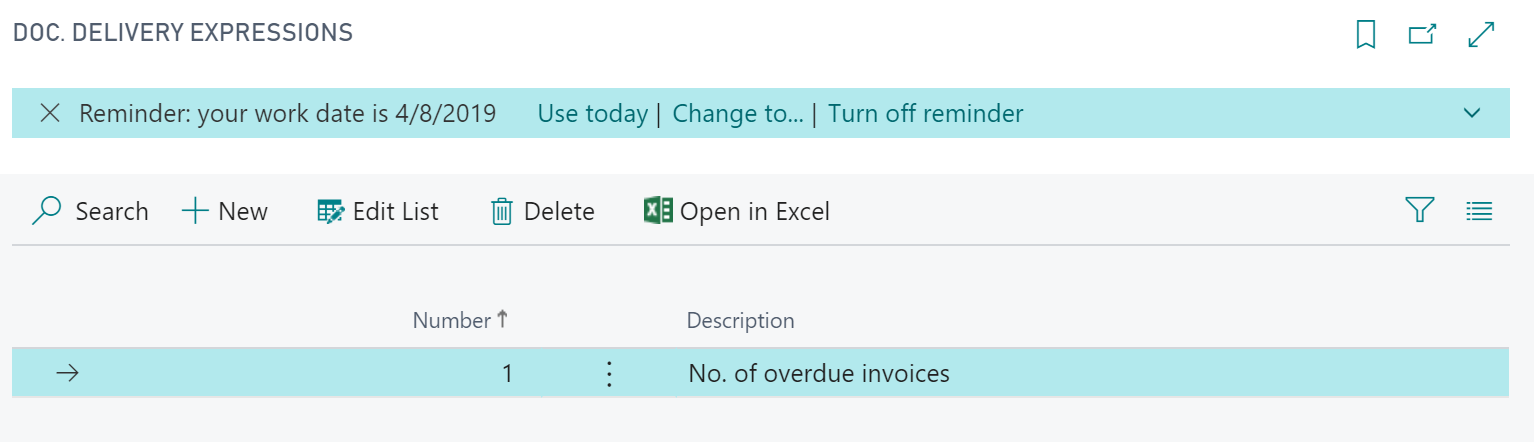 DOC. DELIVERY EXPRESSIONS
Reminder: your work date is 4/8/2019 Use today | Change to... | Turn off reminder
Search New Edit List Delete Open in Excel
Number ↑ Description
1 No. of overdue invoices